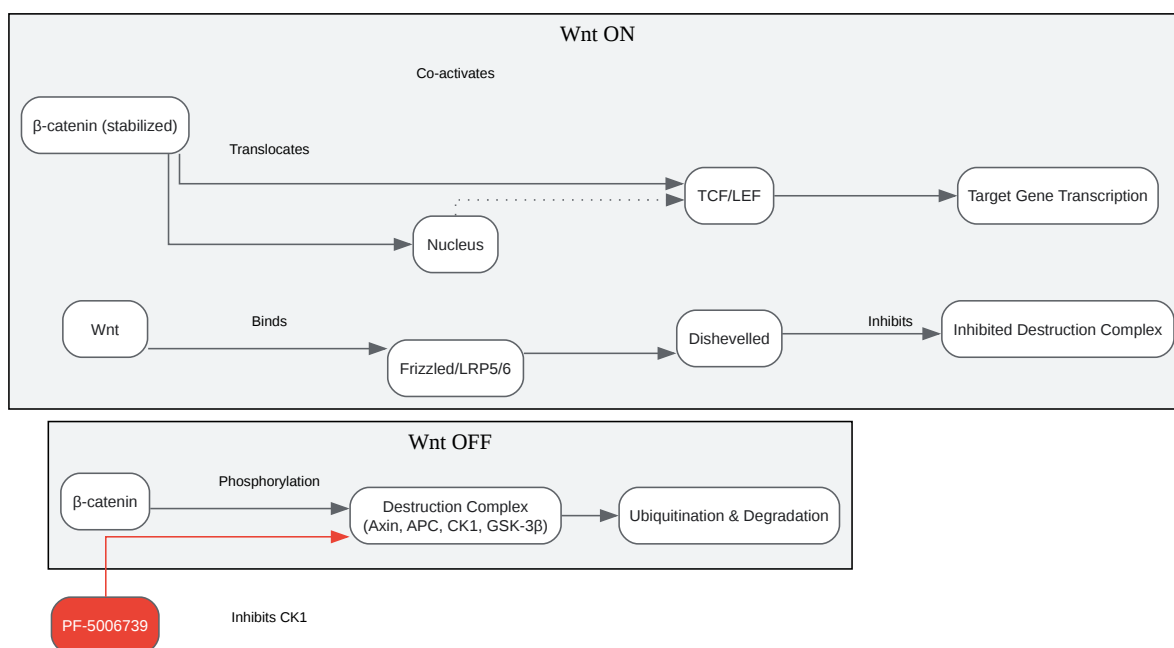 Wnt ON
Co-activates
β-catenin (stabilized)
Translocates
TCF/LEF
Target Gene Transcription
Nucleus
Wnt
Binds
Frizzled/LRP5/6
Dishevelled
Inhibits
Inhibited Destruction Complex
Wnt OFF
β-catenin
Phosphorylation
Destruction Complex
(Axin, APC, CK1, GSK-3β)
Ubiquitination & Degradation
PF-5006739
Inhibits CK1